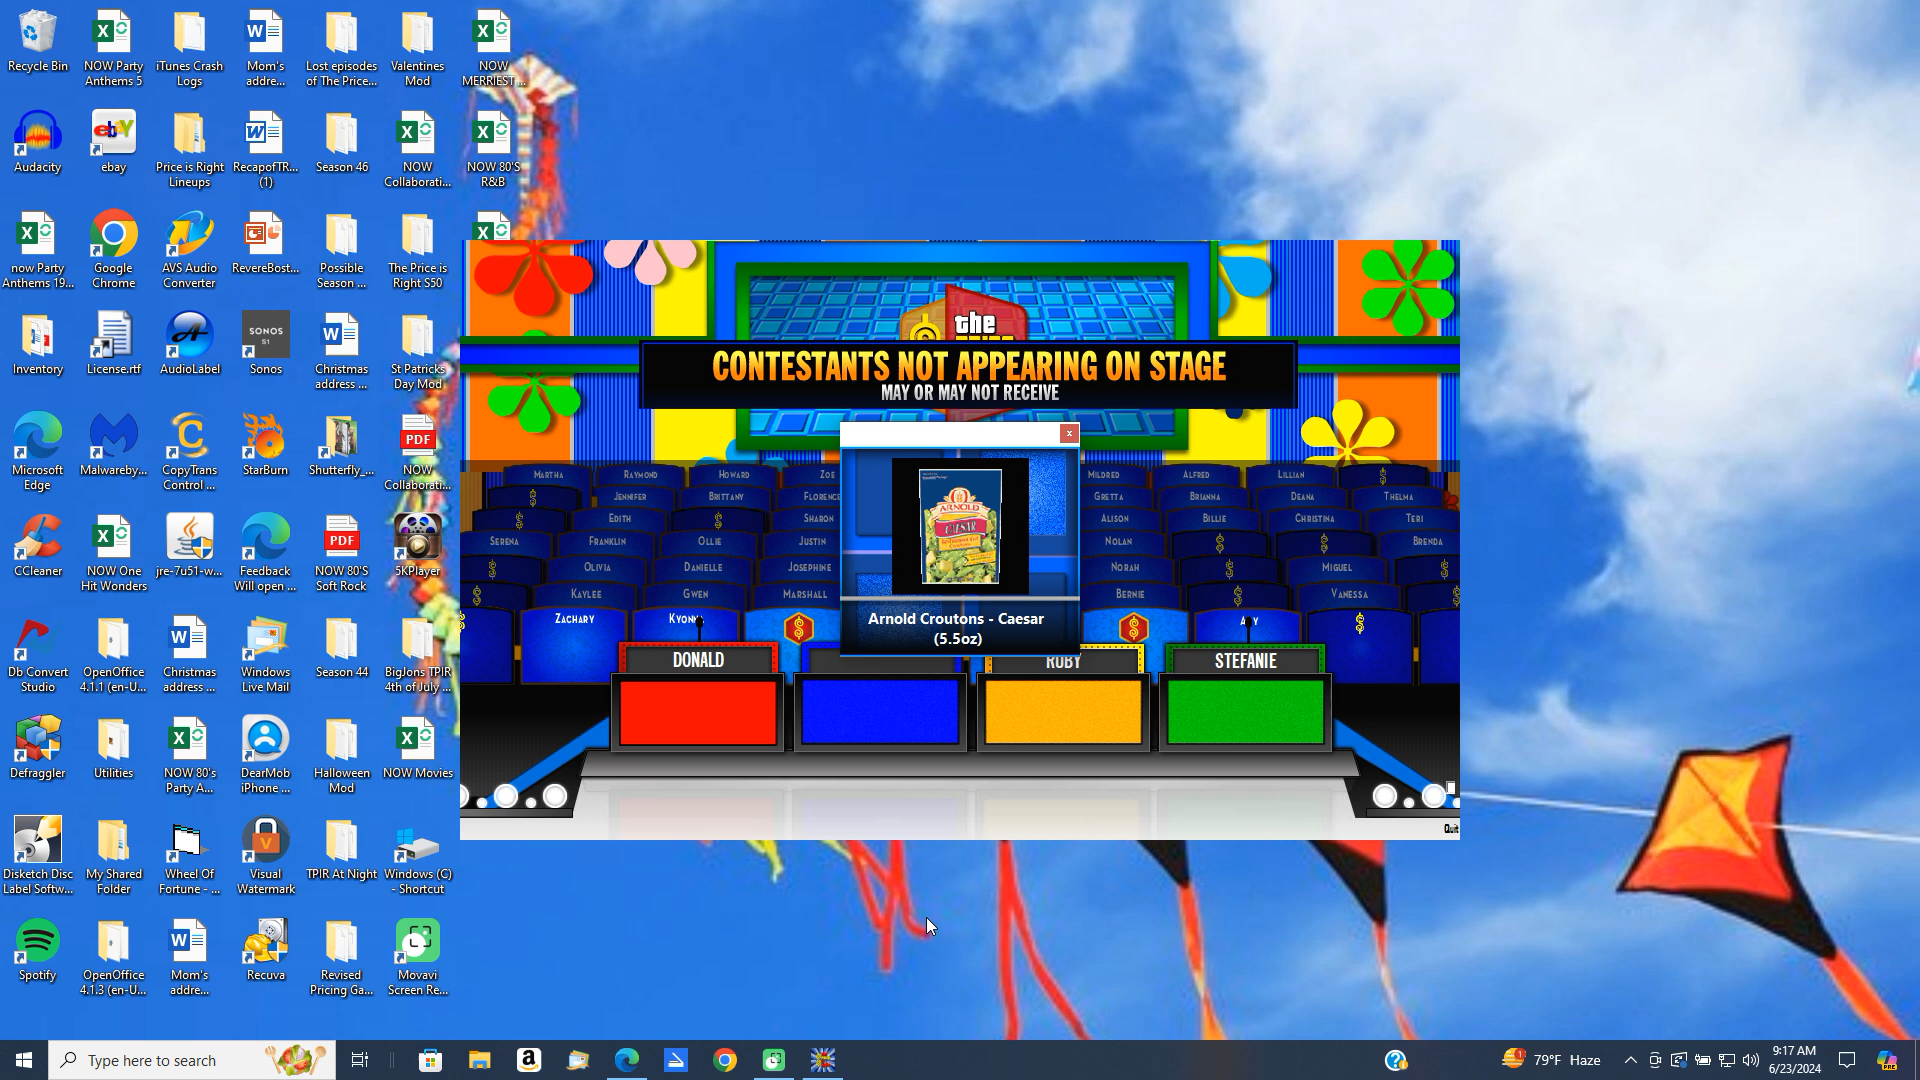 Recycle Bin
NOW Party
Anthems 5
iTunes Crash
Logs
Mom's
addre...
Lost episodes
of The Price...
Valentines
Mod
NOW
MERRIEST ...
Audacity
ebay
Price is Right
Lineups
RecapofTR...
(1)
Season 46
NOW
Collaborati...
NOW 80'S
R&B
now Party
Anthems 19...
Google
Chrome
AVS Audio
Converter
RevereBost...
Possible
Season ...
The Price is
Right S50
Inventory
License.rtf
AudioLabel
SONOS
S1
Sonos
Christmas
address ...
St Patricks
Day Mod
Microsoft
Edge
Malwareby...
CopyTrans
Control ...
StarBurn
Shutterfly_...
PDF
NOW
Collaborati...
CCleaner
NOW One
Hit Wonders
jre-7u51-w...
Feedback
Will open ...
PDF
NOW 80'S
Soft Rock
5KPlayer
Db Convert
Studio
OpenOffice
4.1.1 (en-U...
Christmas
address ...
Windows
Live Mail
Season 44
BigJons TPIR
4th of July ...
Defraggler
Utilities
NOW 80's
Party A...
DearMob
iPhone ...
Halloween
Mod
NOW Movies
Disketch Disc
Label Softw...
My Shared
Folder
Wheel Of
Fortune - ...
Visual
Watermark
TPIR At Night
Windows (C)
- Shortcut
Spotify
OpenOffice
4.1.3 (en-U...
Mom's
addre...
Recuva
Revised
Pricing Ga...
Movavi
Screen Re...
the
CONTESTANTS NOT APPEARING ON STAGE
MAY OR MAY NOT RECEIVE
MARTHA RAYMOND HOWARD ZOE MILDRED ALFRED LILLIAN
JENNIFER BRITTANY FLORENCE GRETTA BRIANNA DEANA THELMA
EDITH SHARON ALISON BILLIE CHRISTINA TERI
SERENA FRANKLIN OLLIE JUSTIN NOLAN BRENDA
OLIVIA DANIELLE JOSEPHINE NORAH MIGUEL
KAYLEE GWEN MARSHALL BERNIE VANESSA
ZACHARY
ARNOLD
CAESAR
Arnold Croutons - Caesar
(5.5oz)
DONALD
RUBY
STEFANIE
Quit
Type here to search
79°F Haze
9:17 AM
6/23/2024